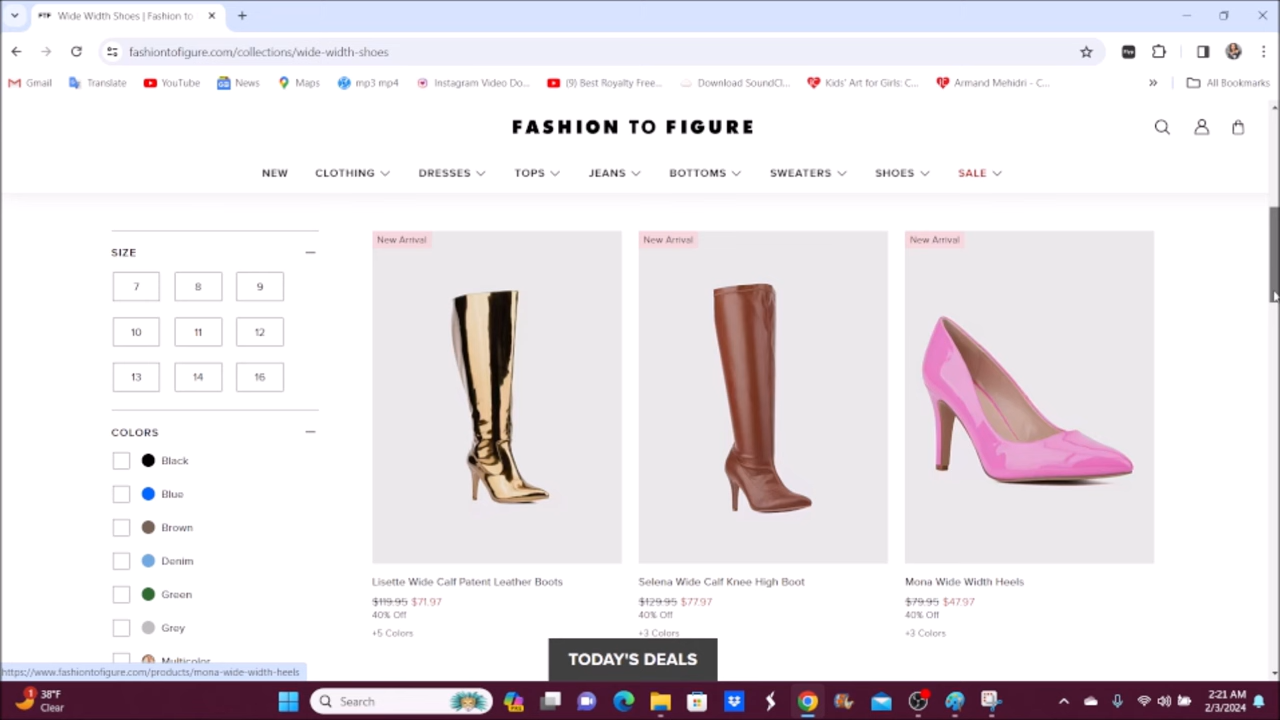 Wide Width Shoes | Fashion to
fashiontofigure.com/collections/wide-width-shoes
Gmail Translate YouTube News Maps mp3 mp4 Instagram Video Do... (9) Best Royalty Free... Download SoundCl... Kids' Art for Girls: C... Armand Mehidri - C... » All Bookmarks
FASHION TO FIGURE
NEW CLOTHING DRESSES TOPS JEANS BOTTOMS SWEATERS SHOES SALE
SIZE
7 8 9
10 11 12
13 14 16
COLORS
Black
Blue
Brown
Denim
Green
Grey
Multicolor
New Arrival New Arrival New Arrival
Lisette Wide Calf Patent Leather Boots Selena Wide Calf Knee High Boot Mona Wide Width Heels
$119.95 $71.97 $129.95 $77.97 $79.95 $47.97
40% Off 40% Off 40% Off
+5 Colors +3 Colors +3 Colors
TODAY'S DEALS
https://www.fashiontofigure.com/products/mona-wide-width-heels
1 38°F
Clear
Search
2:21 AM
2/3/2024